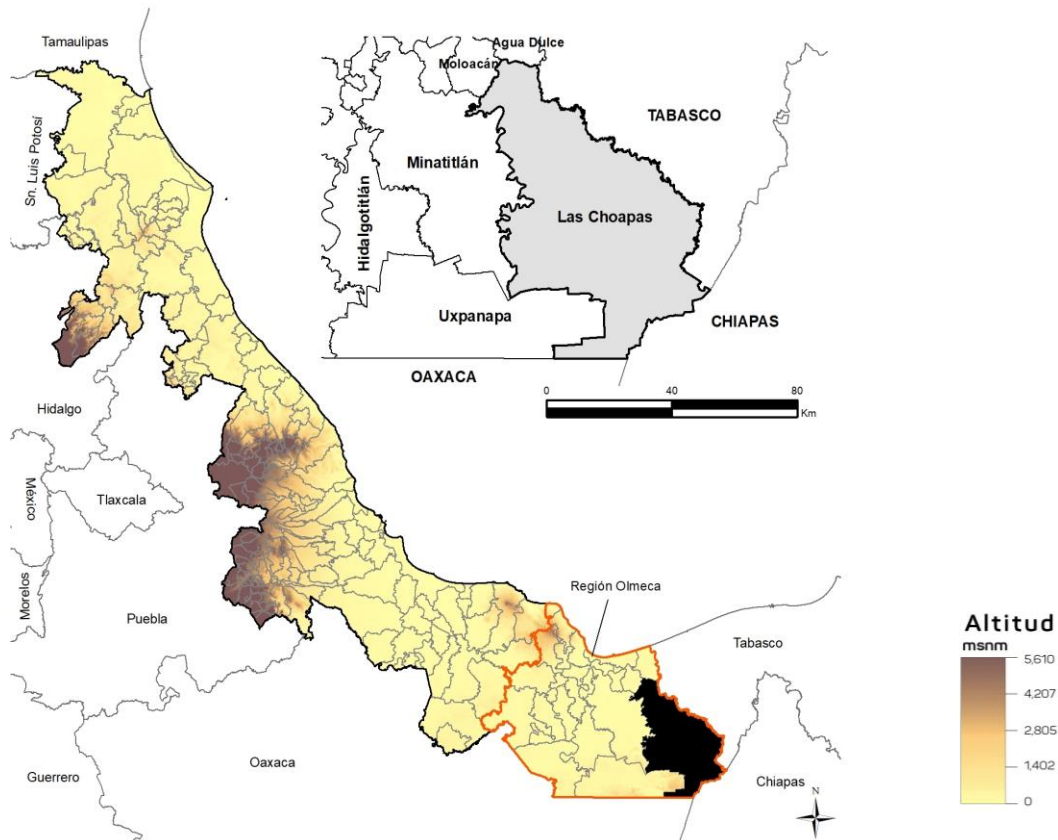 Tamaulipas
Sn. Luis Potosí
Hidalgo
México
Tlaxcala
Morelos
Puebla
Guerrero
Oaxaca
Agua Dulce
Moloacán
TABASCO
Minatitlán
Hidalgotitlán
Las Choapas
Uxpanapa
CHIAPAS
OAXACA
0 40 80
Km
Región Olmeca
Tabasco
Chiapas
Altitud
msnm
5,610
4,207
2,805
1402
0
N